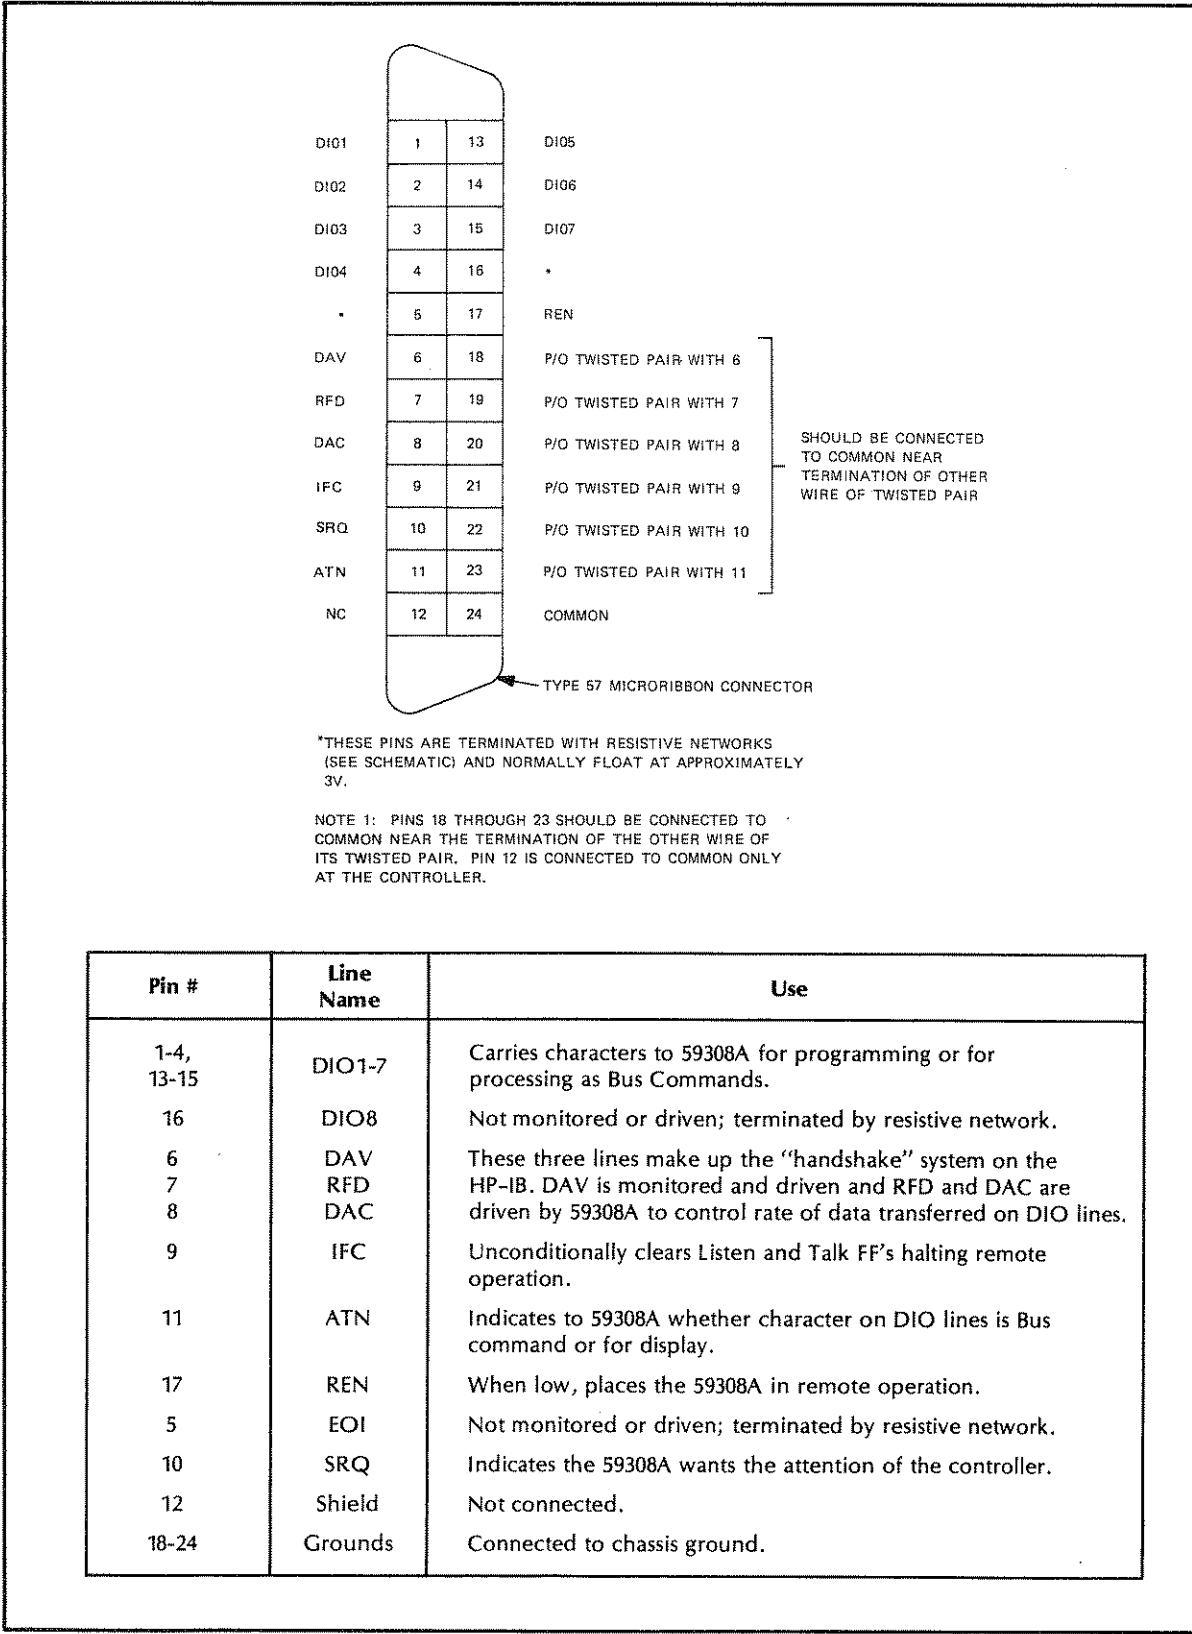 DIO1 1 13 DIO5
DIO2 2 14 DIO6
DIO3 3 15 DIO7
DIO4 4 16 *
* 5 17 REN
DAV 6 18 P/O TWISTED PAIR WITH 6
RFD 7 19 P/O TWISTED PAIR WITH 7
DAC 8 20 P/O TWISTED PAIR WITH 8
IFC 9 21 P/O TWISTED PAIR WITH 9
SRQ 10 22 P/O TWISTED PAIR WITH 10
ATN 11 23 P/O TWISTED PAIR WITH 11
NC 12 24 COMMON
SHOULD BE CONNECTED
TO COMMON NEAR
TERMINATION OF OTHER
WIRE OF TWISTED PAIR
TYPE 57 MICRORIBBON CONNECTOR
*THESE PINS ARE TERMINATED WITH RESISTIVE NETWORKS
(SEE SCHEMATIC) AND NORMALLY FLOAT AT APPROXIMATELY
3V.
NOTE 1: PINS 18 THROUGH 23 SHOULD BE CONNECTED TO
COMMON NEAR THE TERMINATION OF THE OTHER WIRE OF
ITS TWISTED PAIR. PIN 12 IS CONNECTED TO COMMON ONLY
AT THE CONTROLLER.
Pin # Line Name Use
1-4, 13-15 DIO1-7 Carries characters to 59308A for programming or for
processing as Bus Commands.
16 DIO8 Not monitored or driven; terminated by resistive network.
6 DAV These three lines make up the "handshake" system on the
7 RFD HP-IB. DAV is monitored and driven and RFD and DAC are
8 DAC driven by 59308A to control rate of data transferred on DIO lines.
9 IFC Unconditionally clears Listen and Talk FF's halting remote
operation.
11 ATN Indicates to 59308A whether character on DIO lines is Bus
command or for display.
17 REN When low, places the 59308A in remote operation.
5 EOI Not monitored or driven; terminated by resistive network.
10 SRQ Indicates the 59308A wants the attention of the controller.
12 Shield Not connected.
18-24 Grounds Connected to chassis ground.